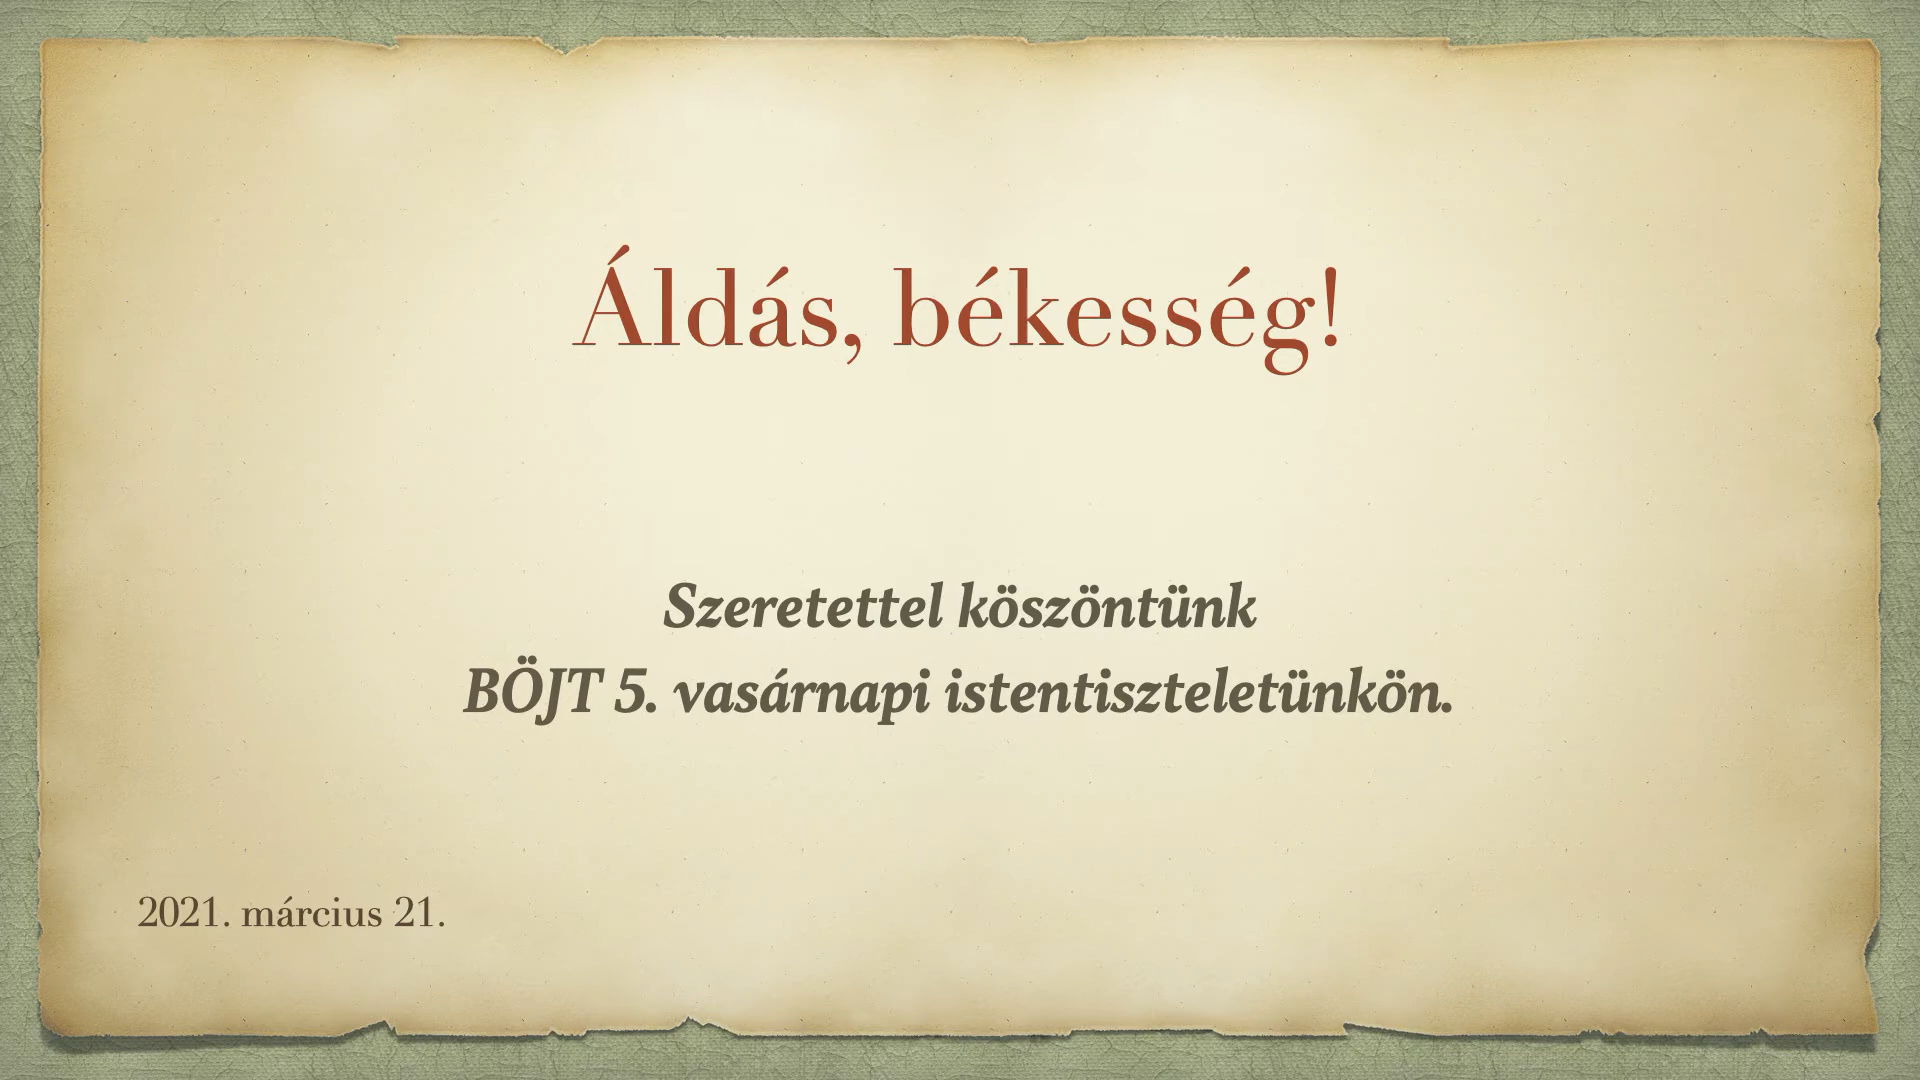 Áldás, békesség!
Szeretettel köszöntünk
BÖJT 5. vasárnapi istentiszteletünkön.
2021. március 21.